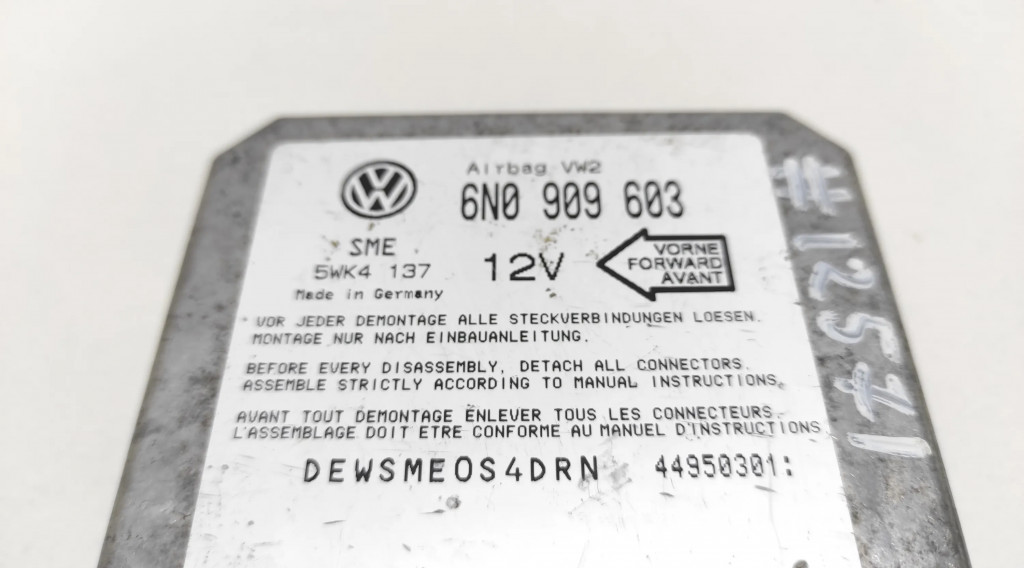 Airbag VW2
6N0 909 603
SME
5WK4 137
12V
VORNE
FORWARD
AVANT
Made in Germany
VOR JEDER DEMONTAGE ALLE STECKVERBINDUNGEN LOESEN.
MONTAGE NUR NACH EINBAUANLEITUNG.
BEFORE EVERY DISASSEMBLY, DETACH ALL CONNECTORS.
ASSEMBLE STRICTLY ACCORDING TO MANUAL INSTRUCTIONS.
AVANT TOUT DEMONTAGE ENLEVER TOUS LES CONNECTEURS.
L'ASSEMBLAGE DOIT ETRE CONFORME AU MANUEL D'INSTRUCTIONS
DEWSMEOS4DRN 44950301:
#12571